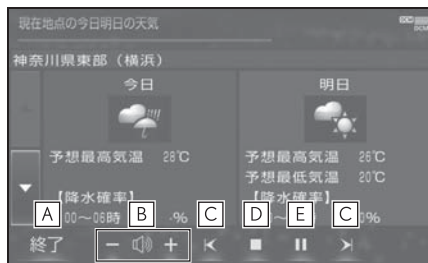 現在地点の今日明日の天気
神奈川県東部（横浜）
今日
明日
予想最高気温 28℃
予想最高気温 26℃
予想最低気温 20℃
【降水確率】
【降水確率】
00～06時 -%
%
A B C D E C
終了 － ＋